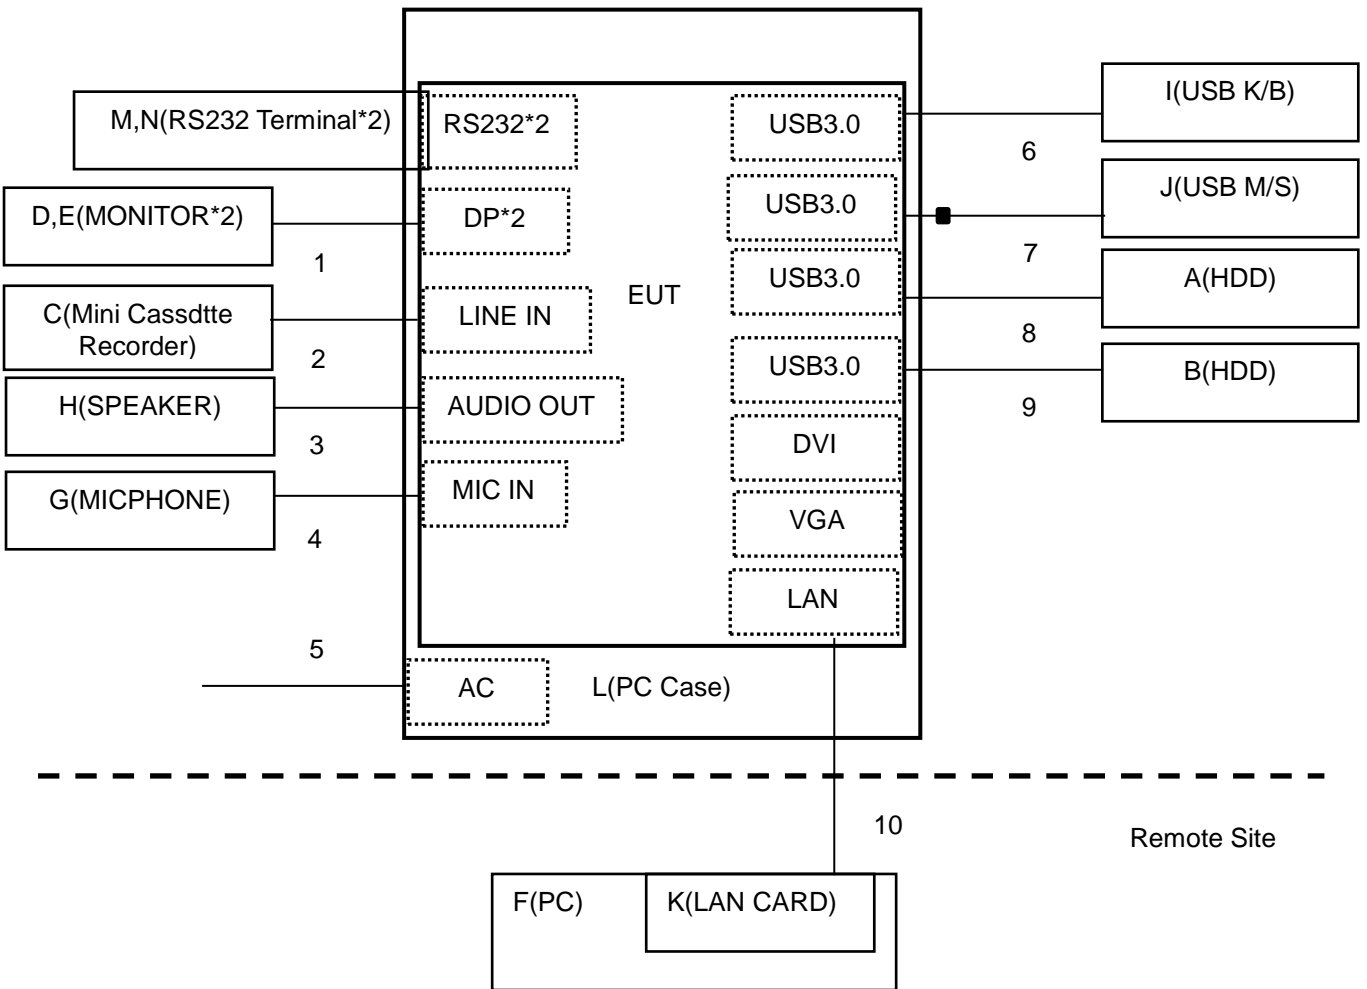 M,N(RS232 Terminal*2)
RS232*2
USB3.0
I(USB K/B)
6
D,E(MONITOR*2)
DP*2
USB3.0
J(USB M/S)
1
7
C(Mini Cassdtte
Recorder)
LINE IN
EUT
USB3.0
A(HDD)
2
8
H(SPEAKER)
AUDIO OUT
USB3.0
B(HDD)
3
9
G(MICPHONE)
MIC IN
DVI
4
VGA
LAN
5
AC
L(PC Case)
10
Remote Site
F(PC)
K(LAN CARD)